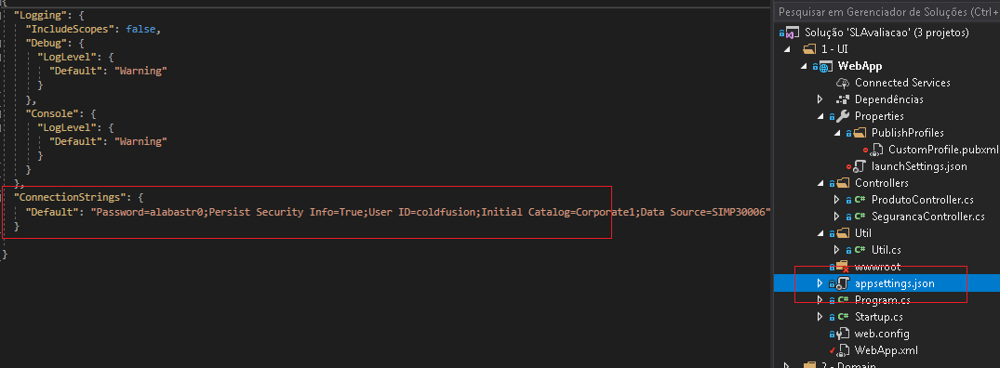 {
"Logging": {
"IncludeScopes": false,
"Debug": {
"LogLevel": {
"Default": "Warning"
}
},
"Console": {
"LogLevel": {
"Default": "Warning"
}
}
},
"ConnectionStrings": {
"Default": "Password=alabastr0;Persist Security Info=True;User ID=coldfusion;Initial Catalog=Corporate1;Data Source=SIMP30006"
}
}
Pesquisar em Gerenciador de Soluções (Ctrl+
Solução 'SLAvaliacao' (3 projetos)
1 - UI
WebApp
Connected Services
Dependências
Properties
PublishProfiles
CustomProfile.pubxml
launchSettings.json
Controllers
C# ProdutoController.cs
C# SegurancaController.cs
Util
C# Util.cs
wwwroot
appsettings.json
C# Program.cs
C# Startup.cs
web.config
WebApp.xml
2 - Domain